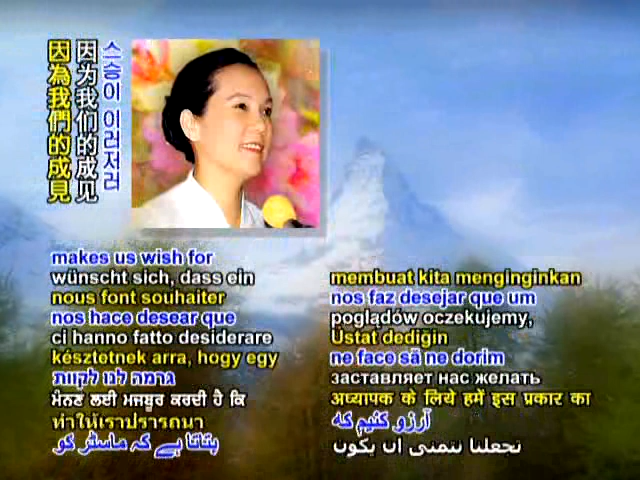 因為我們的成見
因为我们的成见
스승이 이러저러
makes us wish for
wünscht sich, dass ein
nous font souhaiter
nos hace desear que
ci hanno fatto desiderare
késztetnek arra, hogy egy
גרמה לנו לקוות
ਮੰਨਣ ਲਈ ਮਜਬੂਰ ਕਰਦੀ ਹੈ ਕਿ
ทำให้เราปรารถนา
بتاتا ہے کہ ماسٹر کو
membuat kita menginginkan
nos faz desejar que um
poglądów oczekujemy,
Üstat dediğin
ne face să ne dorim
заставляет нас желать
अध्यापक के लिये हमें इस प्रकार का
آرزو کنیم که
تجعلنا نتمنى ان يكون